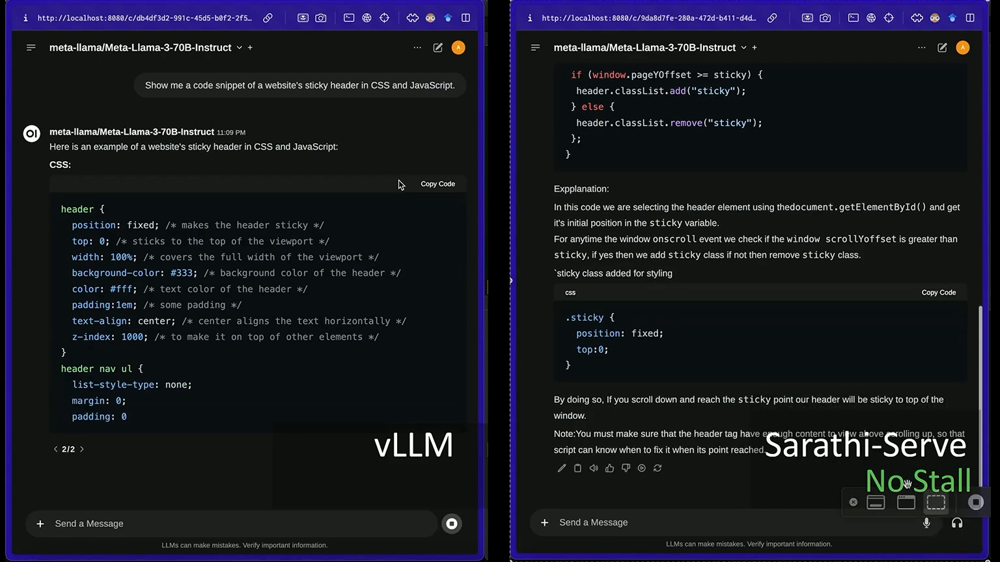 http://localhost:8080/c/db4df3d2-991c-45d5-b0f2-2f5…
meta-llama/Meta-Llama-3-70B-Instruct
A
Show me a code snippet of a website's sticky header in CSS and JavaScript.
OI
meta-llama/Meta-Llama-3-70B-Instruct 11:09 PM
Here is an example of a website's sticky header in CSS and JavaScript:
CSS:
Copy Code
header {
position: fixed; /* makes the header sticky */
top: 0; /* sticks to the top of the viewport */
width: 100%; /* covers the full width of the viewport */
background-color: #333; /* background color of the header */
color: #fff; /* text color of the header */
padding:1em; /* some padding */
text-align: center; /* center aligns the text horizontally */
z-index: 1000; /* to make it on top of other elements */
}
header nav ul {
list-style-type: none;
margin: 0;
padding: 0
2/2
vLLM
Send a Message
LLMs can make mistakes. Verify important information.
http://localhost:8080/c/9da8d7fe-280a-472d-b411-d4d…
meta-llama/Meta-Llama-3-70B-Instruct
A
if (window.pageYOffset >= sticky) {
header.classList.add("sticky");
} else {
header.classList.remove("sticky");
};
}
Expplanation:
In this code we are selecting the header element using thedocument.getElementById() and get
it's initial position in the sticky variable.
For anytime the window onscroll event we check if the window scrollYoffset is greater than
sticky, if yes then we add sticky class if not then remove sticky class.
`sticky class added for styling
css
Copy Code
.sticky {
position: fixed;
top:0;
}
By doing so, If you scroll down and reach the sticky point our header will be sticky to top of the
window.
Note:You must make sure that the header tag have enough content to view above scrolling up, so that
script can know when to fix it when its point reached.
Sarathi-Serve
No Stall
Send a Message
LLMs can make mistakes. Verify important information.